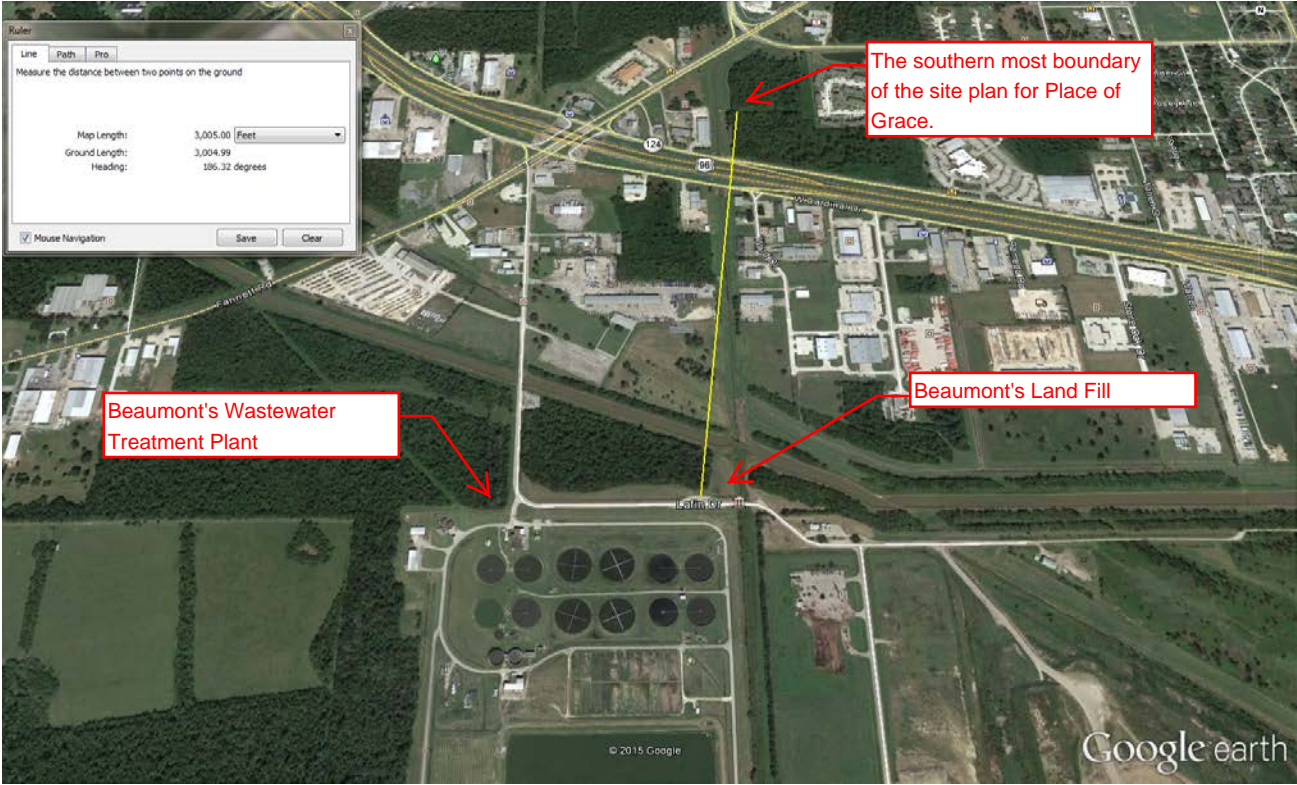 Ruler
Line Path Pro
Measure the distance between two points on the ground
Map Length: 3,005.00 Feet
Ground Length: 3,004.99
Heading: 186.32 degrees
Mouse Navigation Save Clear
The southern most boundary
of the site plan for Place of
Grace.
124
96
W Cardinal Dr
Fannett Rd
Beaumont's Wastewater
Treatment Plant
Beaumont's Land Fill
Lafin Dr
© 2015 Google
Google earth
N